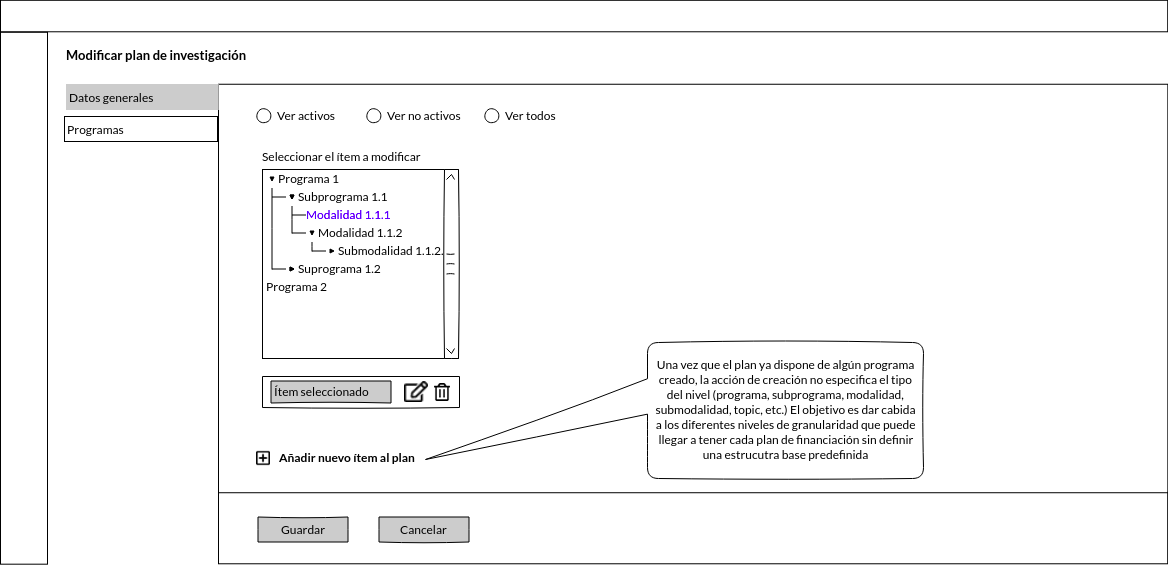 Modificar plan de investigación
Datos generales
Programas
Ver activos
Ver no activos
Ver todos
Seleccionar el ítem a modificar
Programa 1
Subprograma 1.1
Modalidad 1.1.1
Modalidad 1.1.2
Submodalidad 1.1.2.
Suprograma 1.2
Programa 2
Ítem seleccionado
Una vez que el plan ya dispone de algún programa
creado, la acción de creación no especifica el tipo
del nivel (programa, subprograma, modalidad,
submodalidad, topic, etc.) El objetivo es dar cabida
a los diferentes niveles de granularidad que puede
llegar a tener cada plan de financiación sin definir
una estrucutra base predefinida
Añadir nuevo ítem al plan
Guardar
Cancelar